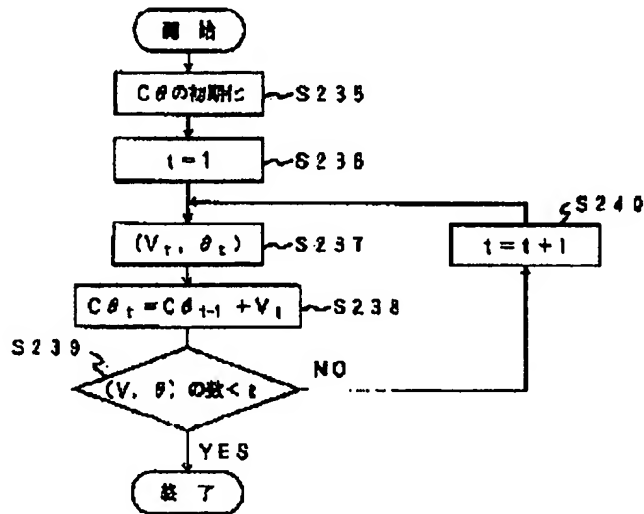 開始
Cθの初期化
S235
t=1
S236
S240
t=t+1
(Vt, θt)
S237
Cθt=Cθt-1+Vt
S238
S239
(V, θ)の数<t
NO
YES
終了